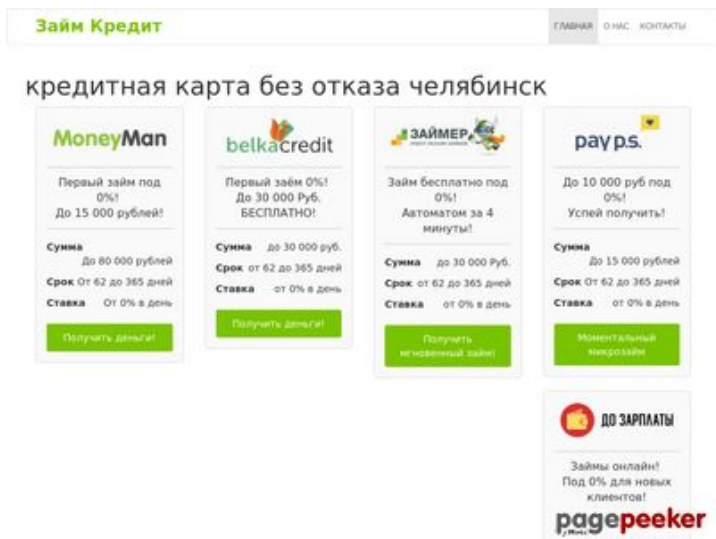 Займ Кредит
ГЛАВНАЯ О НАС. КОНТАКТЫ
кредитная карта без отказа челябинск
MoneyMan
Первый займ под
0%!
До 15 000 рублей!
Сумма
До 80 000 рублей
Срок От 62 до 365 дней
Ставка От 0% в день
Получить деньги!
belkacredit
Первый заём 0%!
До 30 000 Руб.
БЕСПЛАТНО!
Сумма до 30 000 руб.
Срок от 62 до 365 дней
Ставка от 0% в день
Получить деньги!
ЗАЙМЕР
Займ бесплатно под
0%!
Автоматом за 4
минуты!
Сумма до 30 000 Руб.
Срок от 62 до 365 дней
Ставка от 0% в день
Получить
мгновенный займ!
pay p.s.
До 10 000 руб под
0%!
Успей получить!
Сумма
До 15 000 рублей
Срок От 62 до 365 дней
Ставка от 0% в день
Моментальный
микрозайм
ДО ЗАРПЛАТЫ
Займы онлайн!
Под 0% для новых
клиентов!
pagepeeker